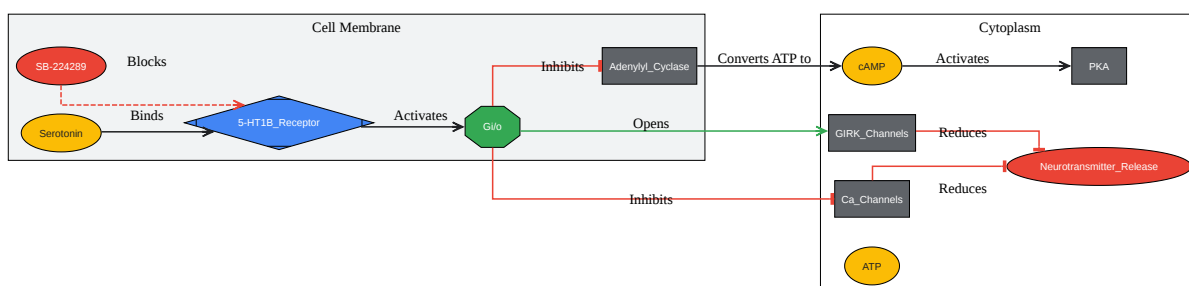 Cell Membrane
Cytoplasm
SB-224289
Blocks
Inhibits
Adenylyl_Cyclase
Converts ATP to
cAMP
Activates
PKA
Serotonin
Binds
5-HT1B_Receptor
Activates
Gi/o
Opens
GIRK_Channels
Reduces
Neurotransmitter_Release
Inhibits
Ca_Channels
Reduces
ATP